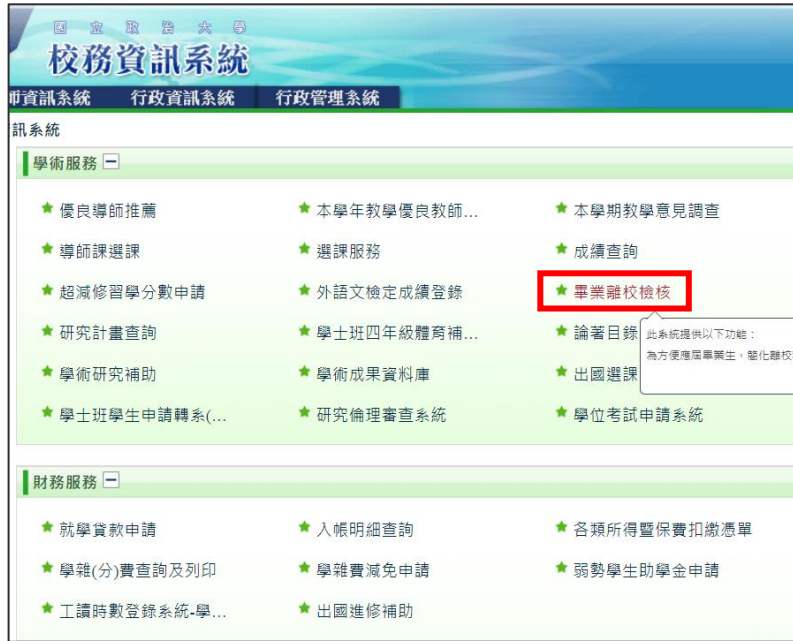 國立政治大學
校務資訊系統
師資訊系統 行政資訊系統 行政管理系統
訊系統
學術服務
優良導師推薦 本學年教學優良教師... 本學期教學意見調查
導師課選課 選課服務 成績查詢
超減修習學分數申請 外語文檢定成績登錄 畢業離校檢核
研究計畫查詢 學士班四年級體育補... 論著目錄
此系統提供以下功能：
為方便應屆畢業生，簡化離校
學術研究補助 學術成果資料庫 出國選課
學士班學生申請轉系(... 研究倫理審查系統 學位考試申請系統
財務服務
就學貸款申請 入帳明細查詢 各類所得暨保費扣繳憑單
學雜(分)費查詢及列印 學雜費減免申請 弱勢學生助學金申請
工讀時數登錄系統-學... 出國進修補助